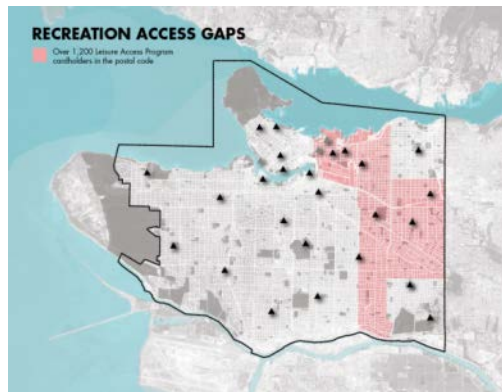 RECREATION ACCESS GAPS
Over 1,200 Leisure Access Program
cardholders in the postal code